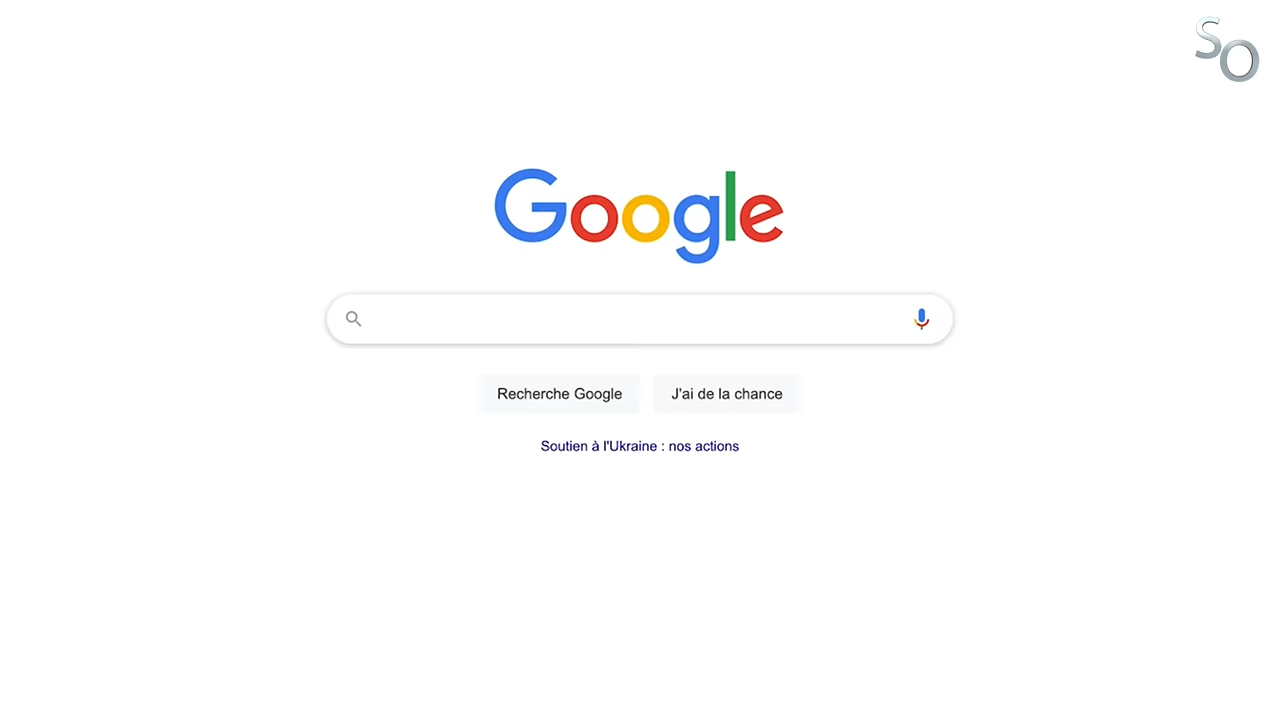 SO
Google
Recherche Google
J'ai de la chance
Soutien à l'Ukraine : nos actions